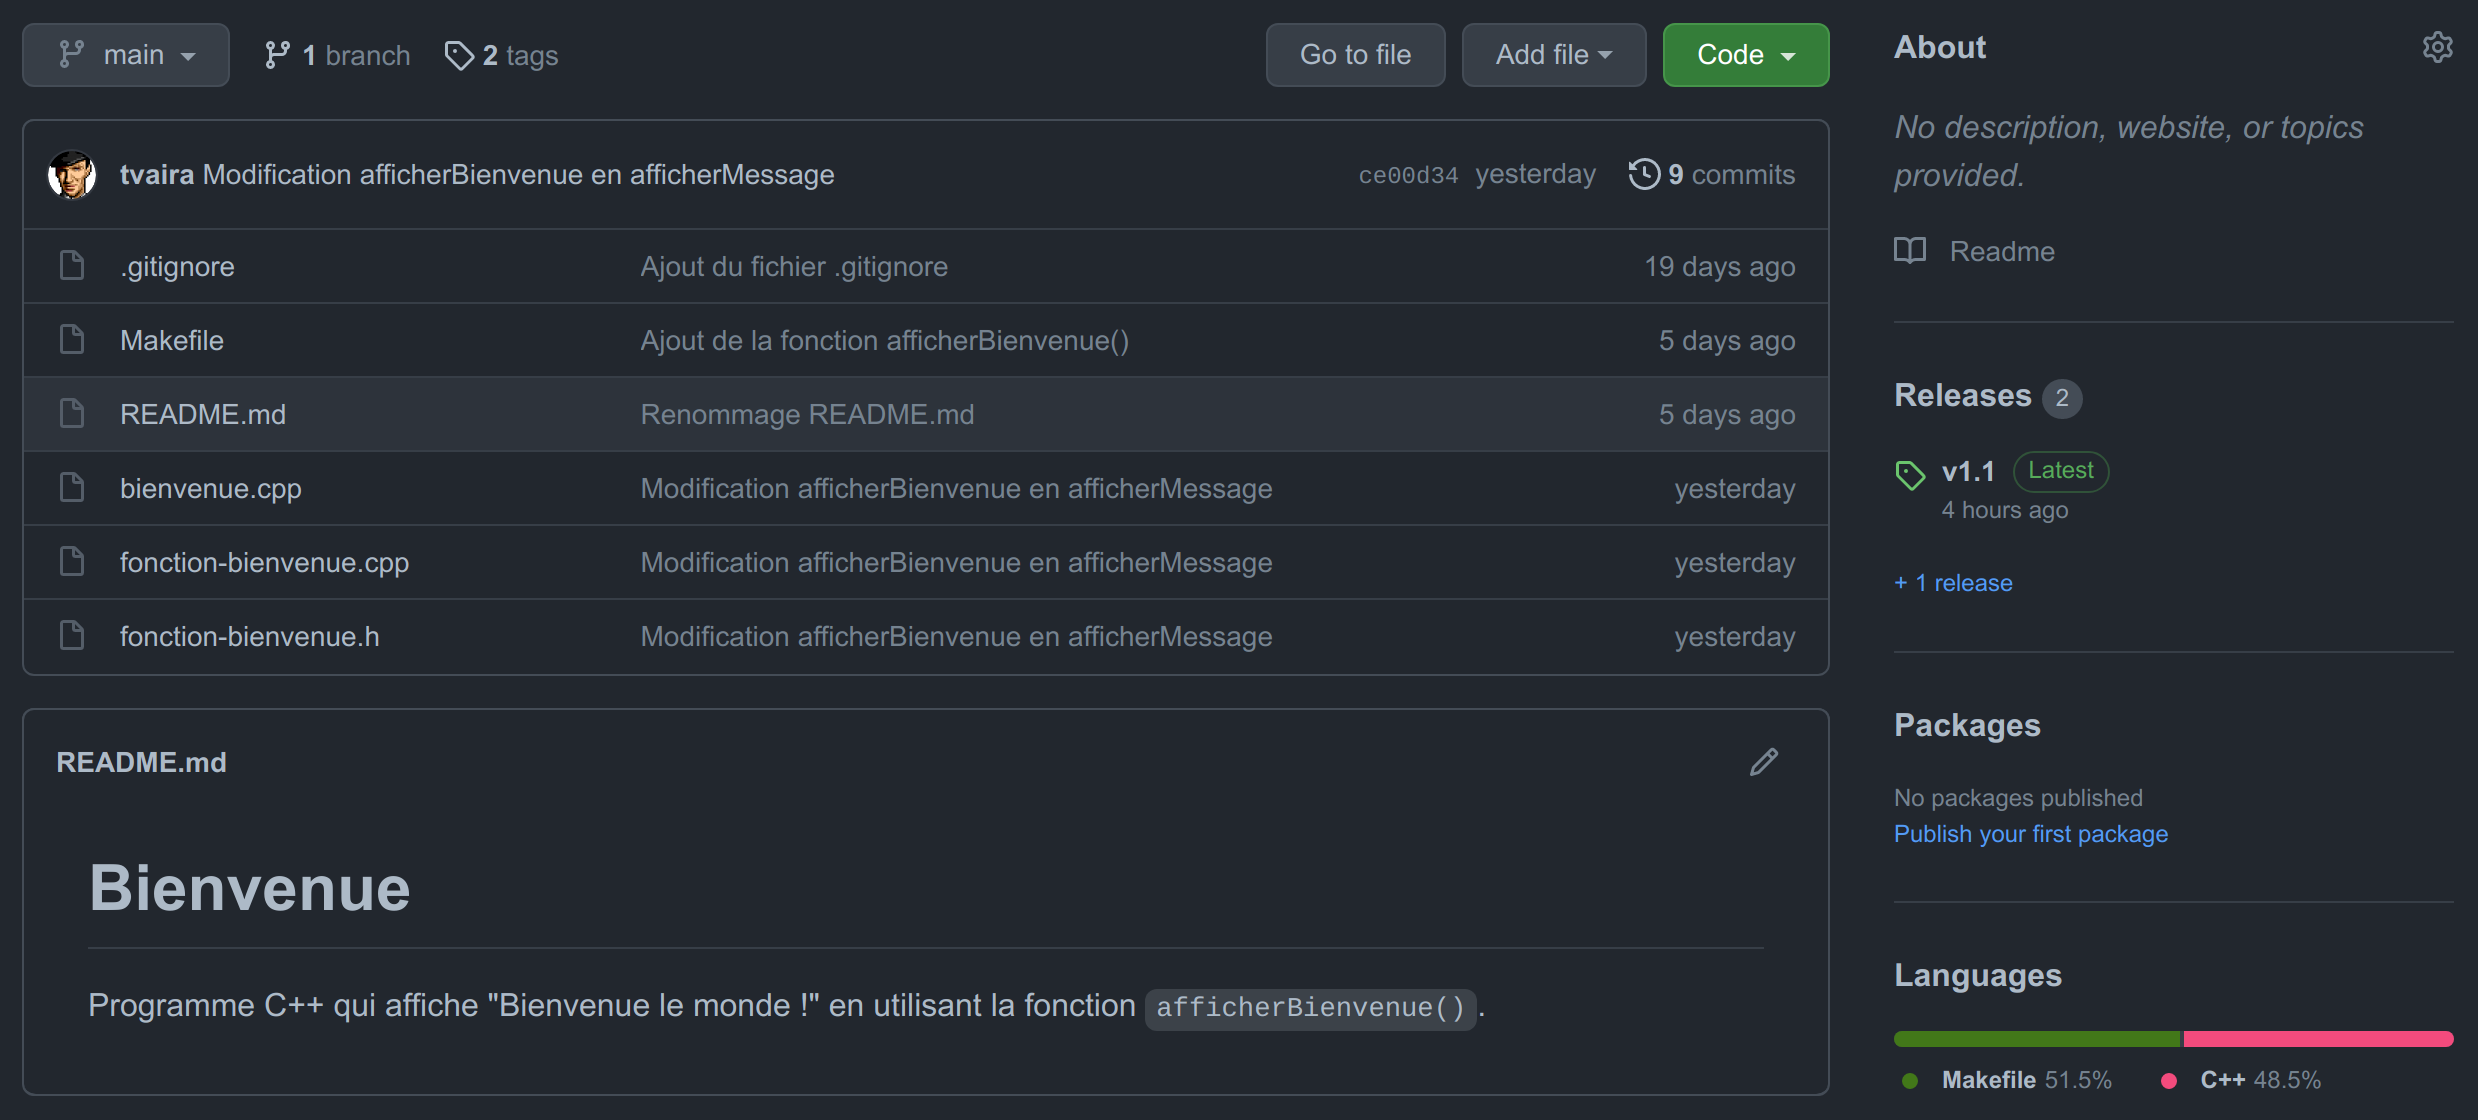 main
1 branch
2 tags
Go to file
Add file
Code
tvaira Modification afficherBienvenue en afficherMessage
ce00d34 yesterday
9 commits
.gitignore
Ajout du fichier .gitignore
19 days ago
Makefile
Ajout de la fonction afficherBienvenue()
5 days ago
README.md
Renommage README.md
5 days ago
bienvenue.cpp
Modification afficherBienvenue en afficherMessage
yesterday
fonction-bienvenue.cpp
Modification afficherBienvenue en afficherMessage
yesterday
fonction-bienvenue.h
Modification afficherBienvenue en afficherMessage
yesterday
README.md
Bienvenue
Programme C++ qui affiche "Bienvenue le monde !" en utilisant la fonction afficherBienvenue() .
About
No description, website, or topics
provided.
Readme
Releases 2
v1.1 Latest
4 hours ago
+ 1 release
Packages
No packages published
Publish your first package
Languages
Makefile 51.5%
C++ 48.5%